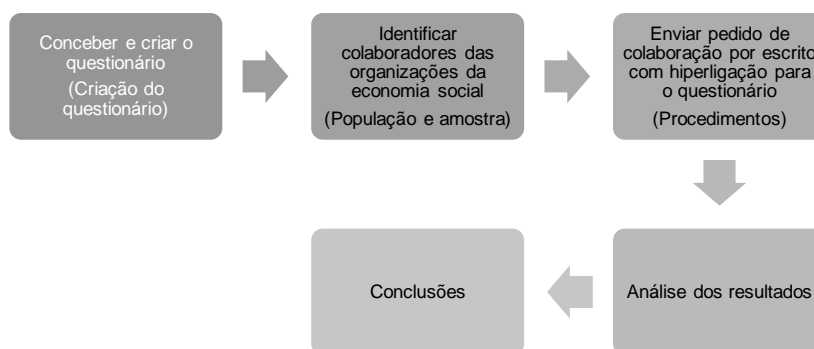 Conceber e criar o
questionário
(Criação do
questionário)
Identificar
colaboradores das
organizações da
economia social
(População e amostra)
Enviar pedido de
colaboração por escrito
com hiperligação para
o questionário
(Procedimentos)
Análise dos resultados
Conclusões